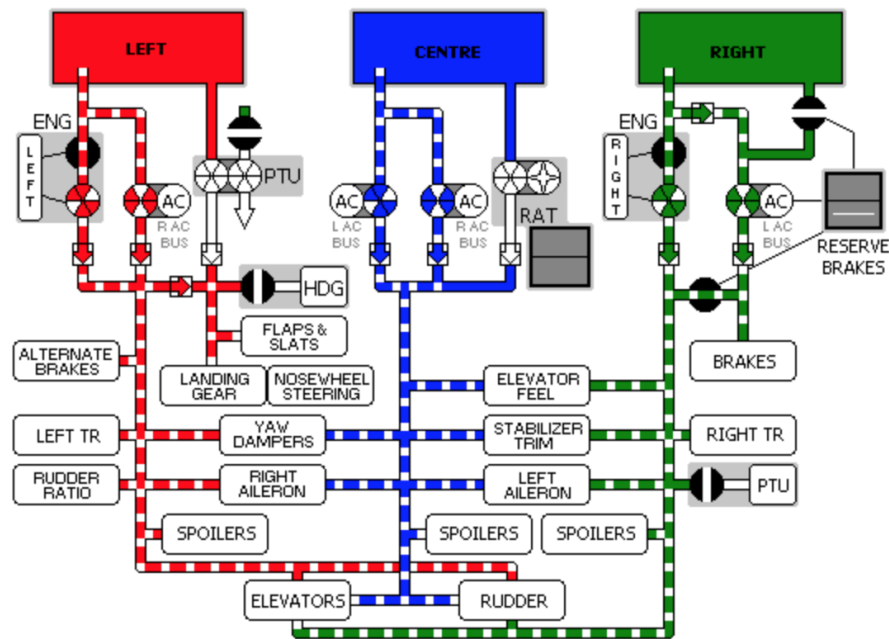 LEFT
CENTRE
RIGHT
ENG
ENG
LEFT
RIGHT
PTU
AC
AC
AC
AC
R AC
BUS
L AC
BUS
R AC
BUS
L AC
BUS
RAT
RESERVE
BRAKES
HDG
FLAPS &
SLATS
ALTERNATE
BRAKES
LANDING
GEAR
NOSEWHEEL
STEERING
ELEVATOR
FEEL
BRAKES
LEFT TR
YAW
DAMPERS
STABILIZER
TRIM
RIGHT TR
RUDDER
RATIO
RIGHT
AILERON
LEFT
AILERON
PTU
SPOILERS
SPOILERS
SPOILERS
ELEVATORS
RUDDER